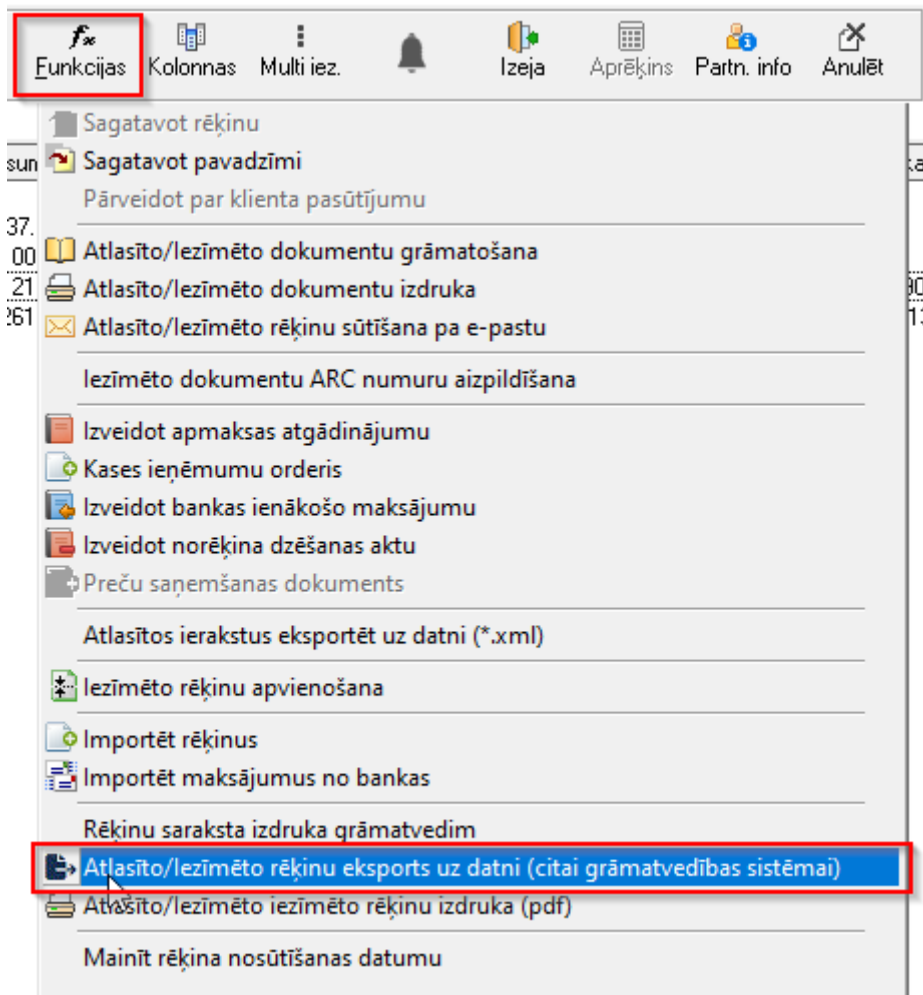 Funkcijas Kolonnas Multi iez. Izeja Aprēķins Partn. info Anulēt
Sagatavot rēķinu
Sagatavot pavadzīmi
Pārveidot par klienta pasūtījumu
37.
00
Atlasīto/Iezīmēto dokumentu grāmatošana
21
Atlasīto/Iezīmēto dokumentu izdruka
261
Atlasīto/Iezīmēto rēķinu sūtīšana pa e-pastu
Iezīmēto dokumentu ARC numuru aizpildīšana
Izveidot apmaksas atgādinājumu
Kases ieņēmumu orderis
Izveidot bankas ienākošo maksājumu
Izveidot norēķina dzēšanas aktu
Preču saņemšanas dokuments
Atlasītos ierakstus eksportēt uz datni (*.xml)
Iezīmēto rēķinu apvienošana
Importēt rēķinus
Importēt maksājumus no bankas
Rēķinu saraksta izdruka grāmatvedim
Atlasīto/Iezīmēto rēķinu eksports uz datni (citai grāmatvedības sistēmai)
Atlasīto/Iezīmēto iezīmēto rēķinu izdruka (pdf)
Mainīt rēķina nosūtīšanas datumu